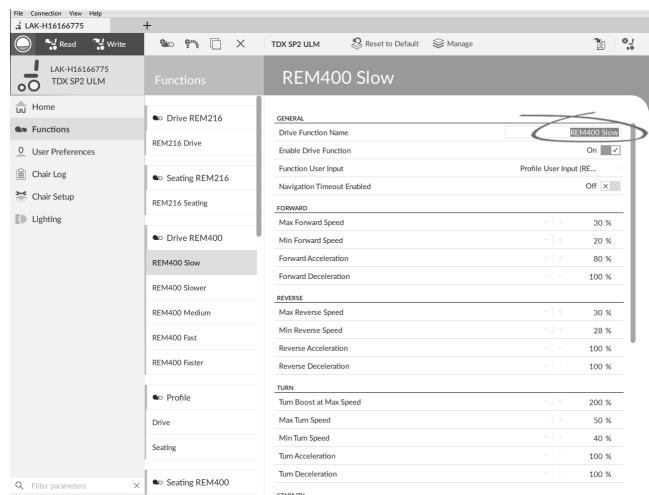 File Connection View Help
LAK-H16166775 +
Read Write TDX SP2 ULM Reset to Default Manage
LAK-H16166775
TDX SP2 ULM
Functions
REM400 Slow
Home
Functions
User Preferences
Chair Log
Chair Setup
Lighting
Filter parameters
Drive REM216
REM216 Drive
Seating REM216
REM216 Seating
Drive REM400
REM400 Slow
REM400 Slower
REM400 Medium
REM400 Fast
REM400 Faster
Profile
Drive
Seating
Seating REM400
GENERAL
Drive Function Name REM400 Slow
Enable Drive Function On
Function User Input Profile User Input (RE...
Navigation Timeout Enabled Off
FORWARD
Max Forward Speed - + 30 %
Min Forward Speed - + 20 %
Forward Acceleration - + 80 %
Forward Deceleration - + 100 %
REVERSE
Max Reverse Speed - + 30 %
Min Reverse Speed - + 28 %
Reverse Acceleration - + 100 %
Reverse Deceleration - + 100 %
TURN
Turn Boost at Max Speed - + 200 %
Max Turn Speed - + 50 %
Min Turn Speed - + 40 %
Turn Acceleration - + 100 %
Turn Deceleration - + 100 %